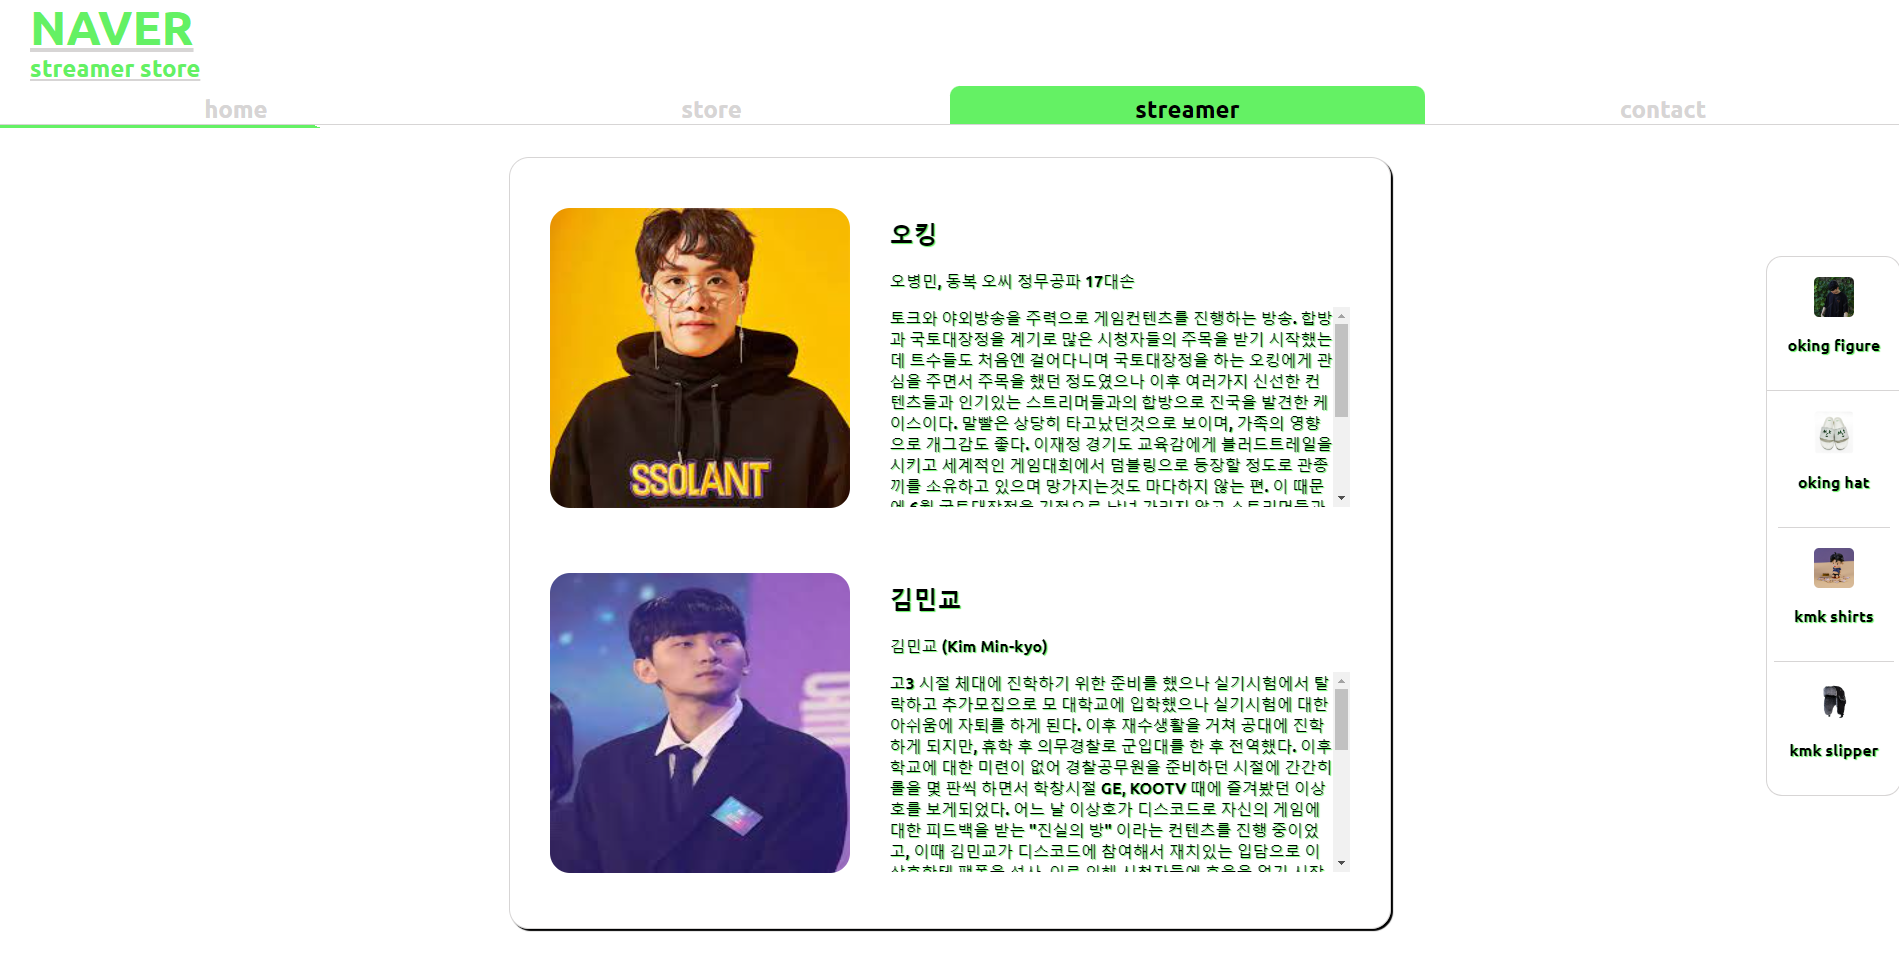 NAVER
streamer store
home
store
streamer
contact
오킹
오병민, 동복 오씨 정무공파 17대손
토크와 야외방송을 주력으로 게임컨텐츠를 진행하는 방송. 합방
과 국토대장정을 계기로 많은 시청자들의 주목을 받기 시작했는
데 트수들도 처음엔 걸어다니며 국토대장정을 하는 오킹에게 관
심을 주면서 주목을 했던 정도였으나 이후 여러가지 신선한 컨
텐츠들과 인기있는 스트리머들과의 합방으로 진국을 발견한 케
이스이다. 말빨은 상당히 타고났던것으로 보이며, 가족의 영향
으로 개그감도 좋다. 이재정 경기도 교육감에게 블러드트레일을
시키고 세계적인 게임대회에서 덤블링으로 등장할 정도로 관종
끼를 소유하고 있으며 망가지는것도 마다하지 않는 편. 이 때문
에 6월 국토대장정을 기점으로 남녀 가리지 않고 스트리머들과
SSOLANT
김민교
김민교 (Kim Min-kyo)
고3 시절 체대에 진학하기 위한 준비를 했으나 실기시험에서 탈
락하고 추가모집으로 모 대학교에 입학했으나 실기시험에 대한
아쉬움에 자퇴를 하게 된다. 이후 재수생활을 거쳐 공대에 진학
하게 되지만, 휴학 후 의무경찰로 군입대를 한 후 전역했다. 이후
학교에 대한 미련이 없어 경찰공무원을 준비하던 시절에 간간히
롤을 몇 판씩 하면서 학창시절 GE, KOOTV 때에 즐겨봤던 이상
호를 보게되었다. 어느 날 이상호가 디스코드로 자신의 게임에
대한 피드백을 받는 "진실의 방" 이라는 컨텐츠를 진행 중이었
고, 이때 김민교가 디스코드에 참여해서 재치있는 입담으로 이
oking figure
oking hat
kmk shirts
kmk slipper